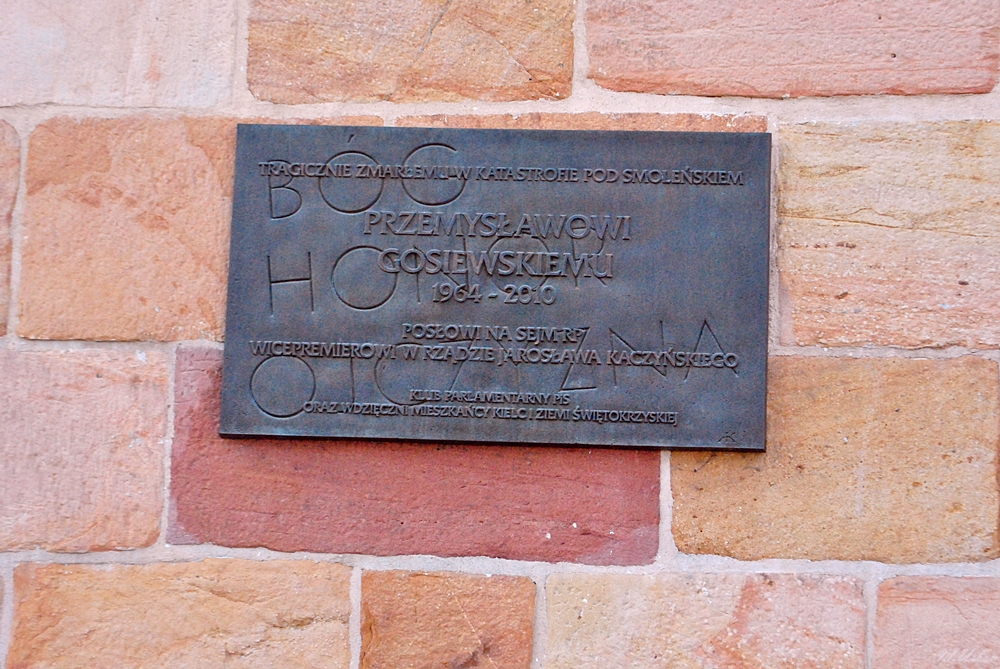 BÓG
TRAGICZNIE ZMARŁEMU W KATASTROFIE POD SMOLEŃSKIEM
PRZEMYSŁAWOWI
HONOR
GOSIEWSKIEMU
1964 - 2010
POSŁOWI NA SEJM RP
WICEPREMIEROWI W RZĄDZIE JAROSŁAWA KACZYŃSKIEGO
OJCZYZNA
KLUB PARLAMENTARNY PiS
ORAZ WDZIĘCZNI MIESZKAŃCY KIELC I ZIEMI ŚWIĘTOKRZYSKIEJ